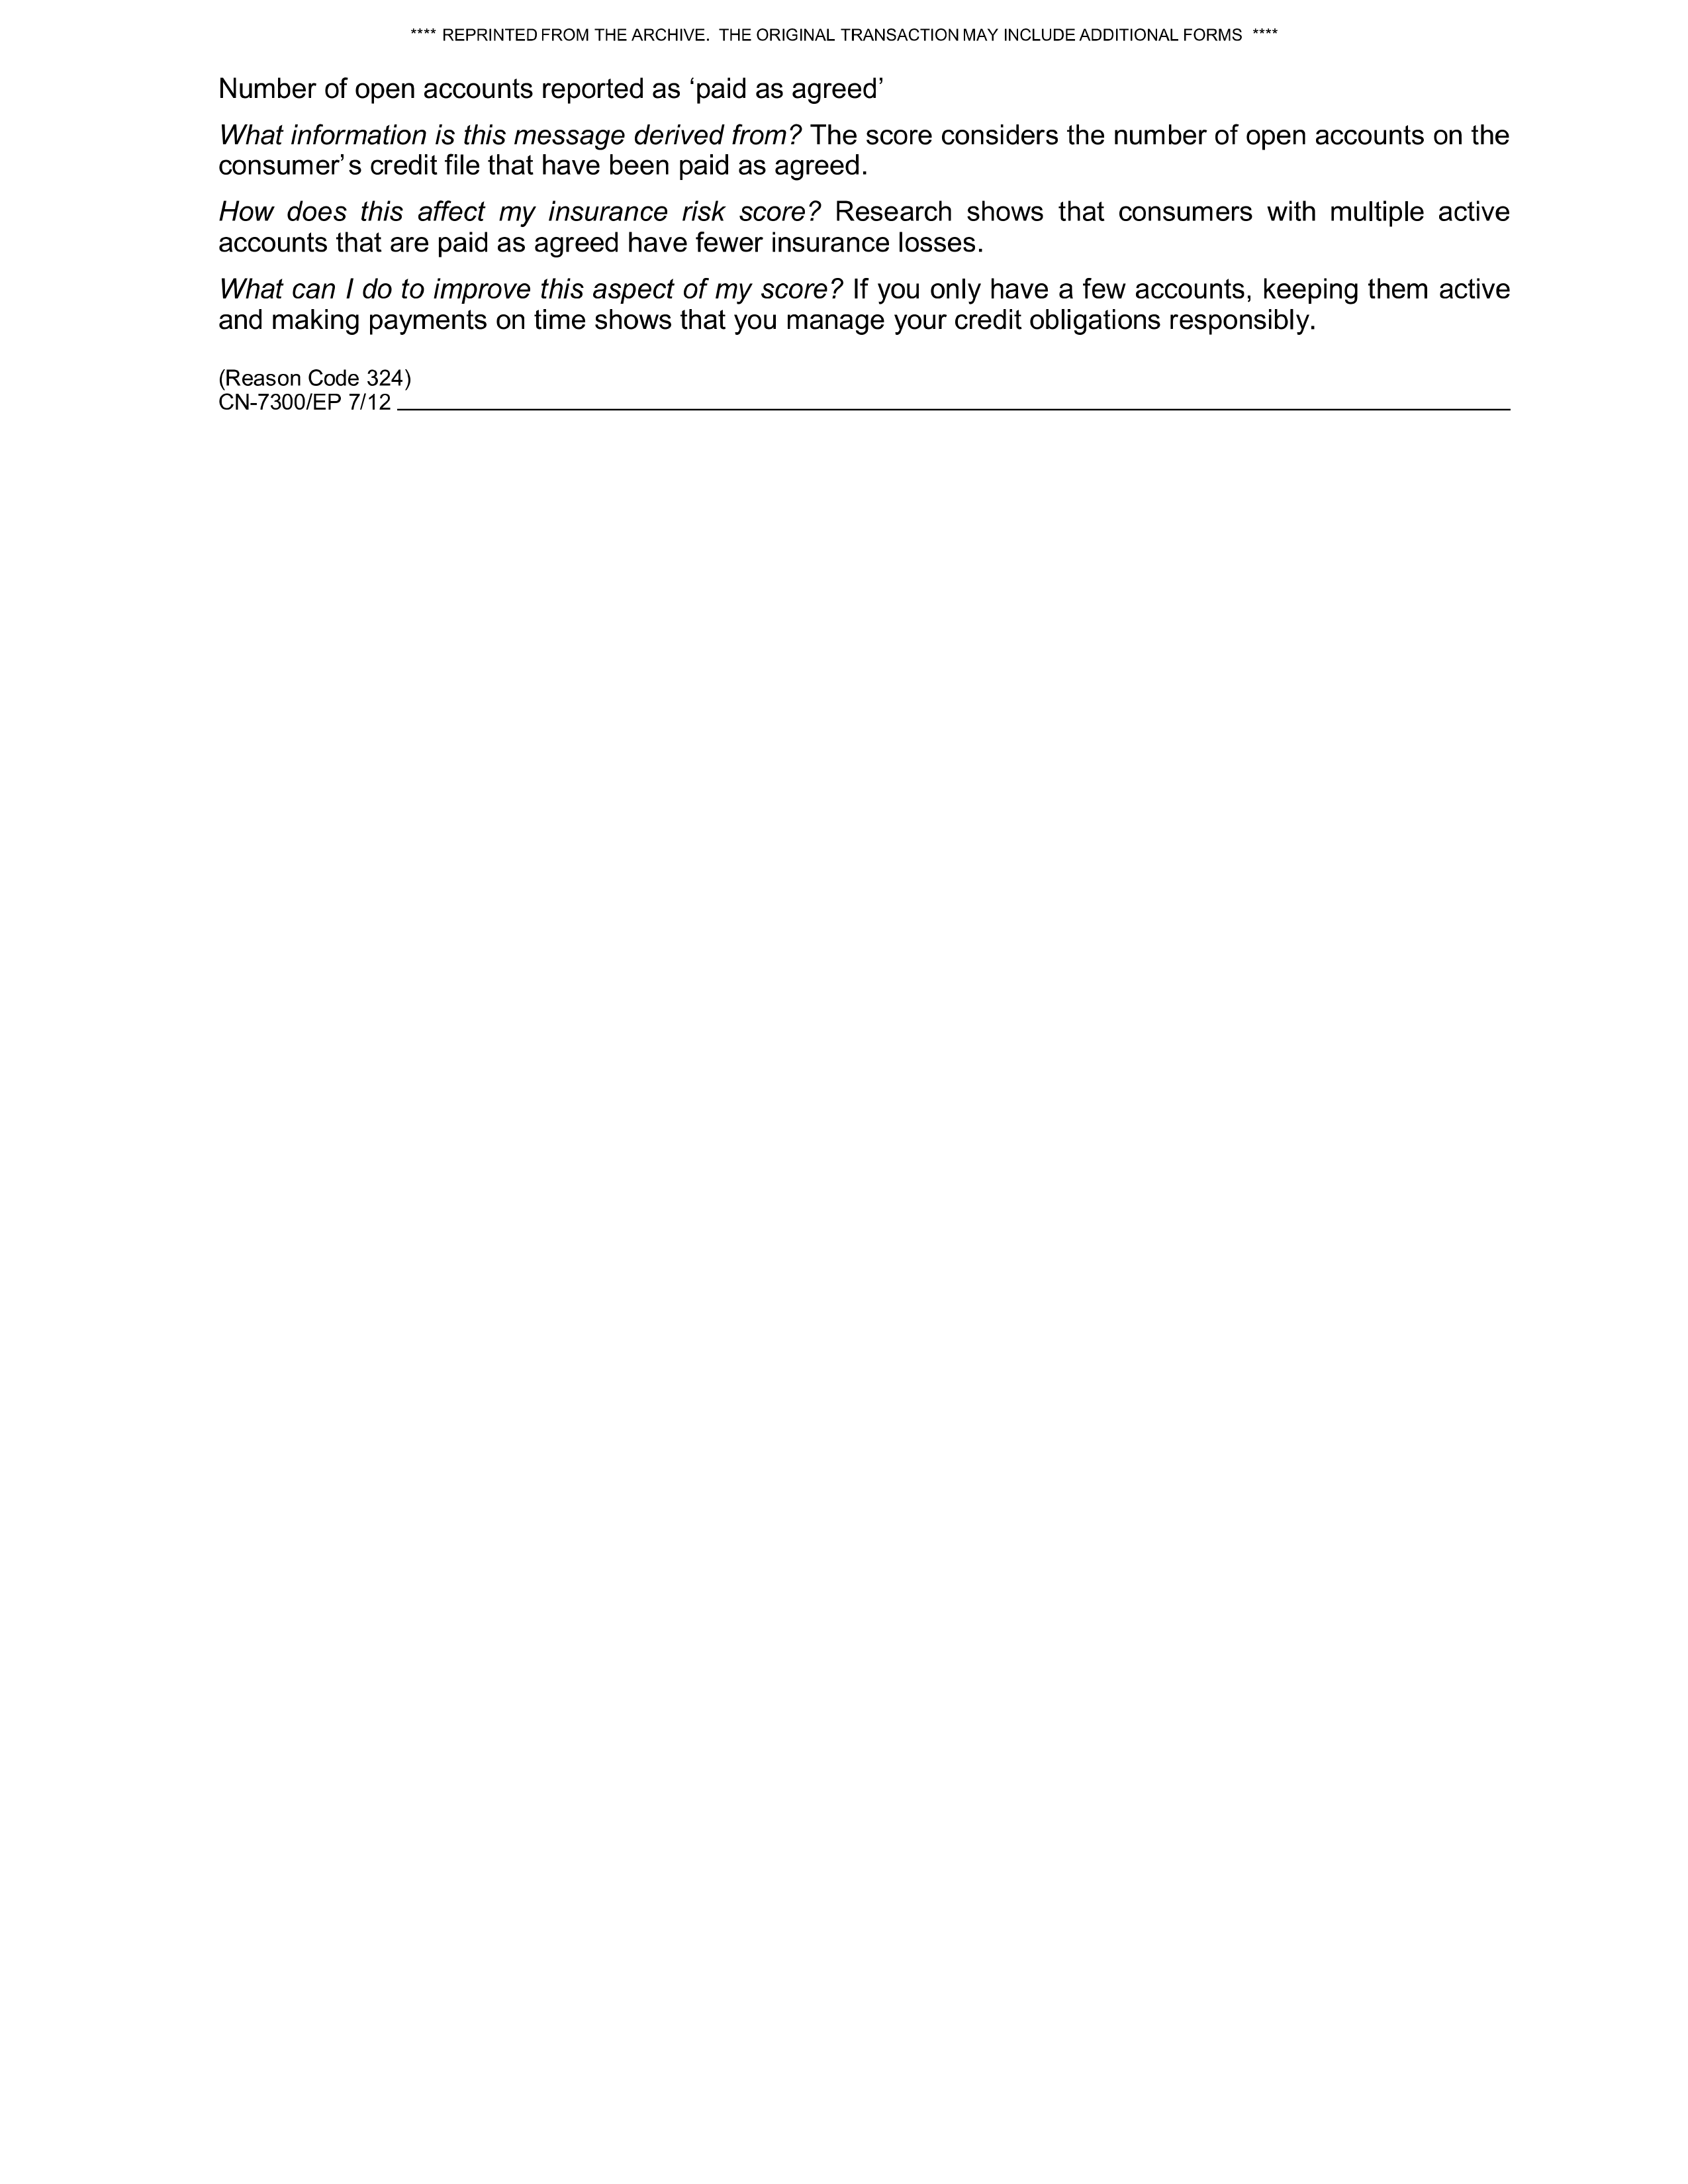 **** REPRINTED FROM THE ARCHIVE. THE ORIGINAL TRANSACTION MAY INCLUDE ADDITIONAL FORMS ****
Number of open accounts reported as ‘paid as agreed’
What information is this message derived from? The score considers the number of open accounts on the
consumer’s credit file that have been paid as agreed.
How does this affect my insurance risk score? Research shows that consumers with multiple active
accounts that are paid as agreed have fewer insurance losses.
What can I do to improve this aspect of my score? If you only have a few accounts, keeping them active
and making payments on time shows that you manage your credit obligations responsibly.
(Reason Code 324)
CN-7300/EP 7/12